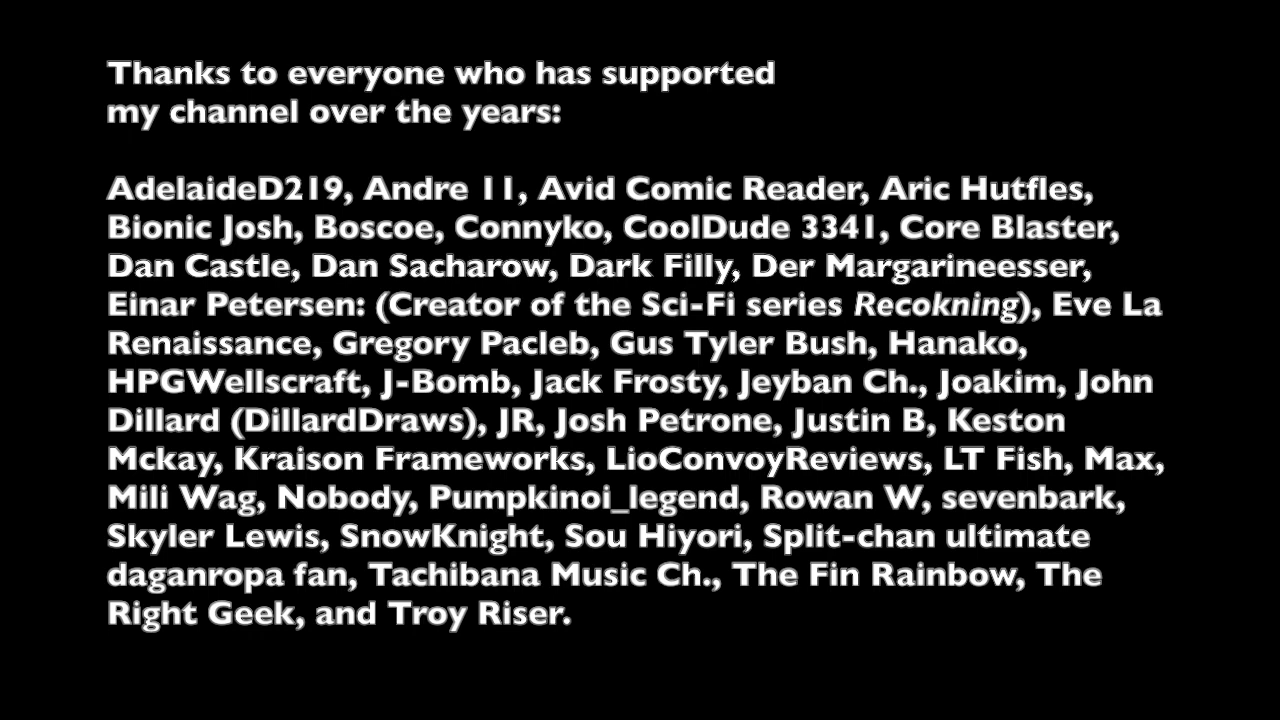 Thanks to everyone who has supported
my channel over the years:
AdelaideD219, Andre 11, Avid Comic Reader, Aric Hutfles,
Bionic Josh, Boscoe, Connyko, CoolDude 3341, Core Blaster,
Dan Castle, Dan Sacharow, Dark Filly, Der Margarineesser,
Einar Petersen: (Creator of the Sci-Fi series Recokning), Eve La
Renaissance, Gregory Pacleb, Gus Tyler Bush, Hanako,
HPGWellscraft, J-Bomb, Jack Frosty, Jeyban Ch., Joakim, John
Dillard (DillardDraws), JR, Josh Petrone, Justin B, Keston
Mckay, Kraison Frameworks, LioConvoyReviews, LT Fish, Max,
Mili Wag, Nobody, Pumpkinoi_legend, Rowan W, sevenbark,
Skyler Lewis, SnowKnight, Sou Hiyori, Split-chan ultimate
daganropa fan, Tachibana Music Ch., The Fin Rainbow, The
Right Geek, and Troy Riser.